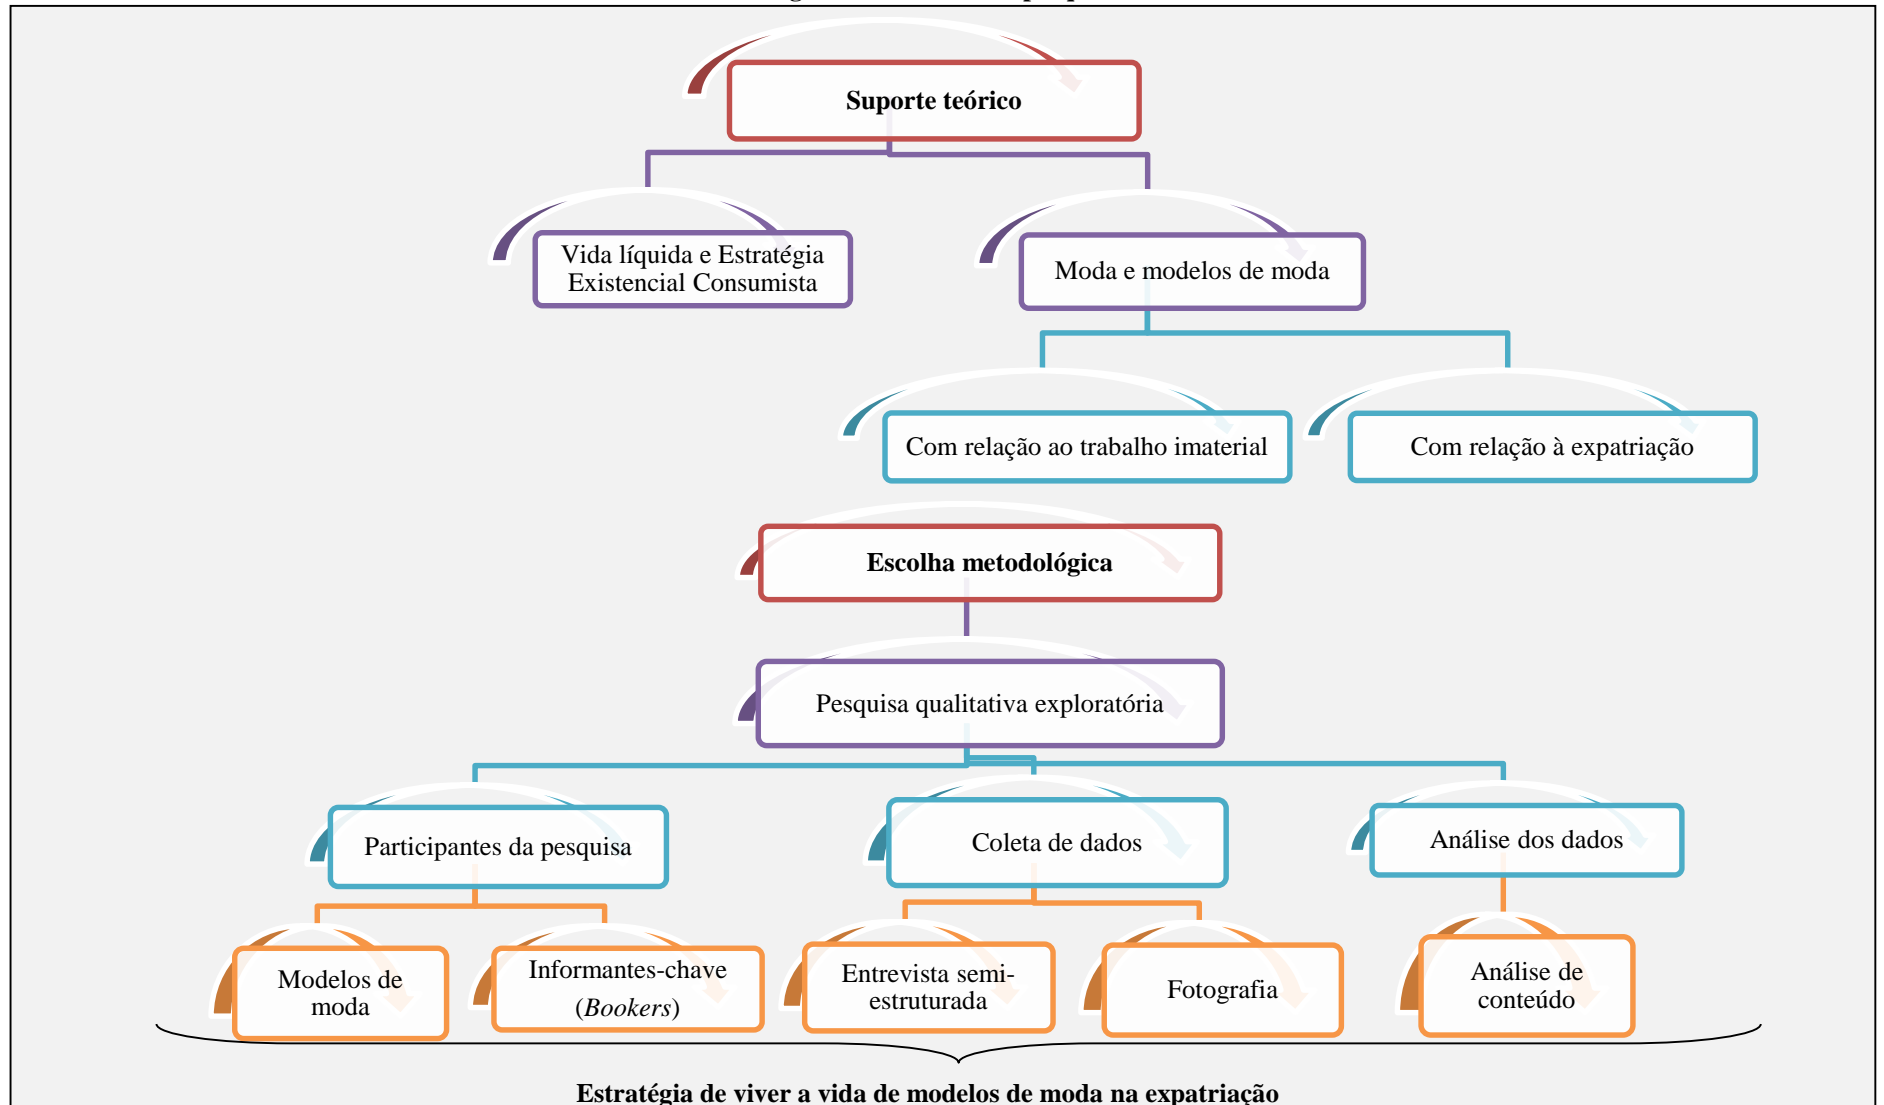 Suporte teórico
Vida líquida e Estratégia
Existencial Consumista
Moda e modelos de moda
Com relação ao trabalho imaterial
Com relação à expatriação
Escolha metodológica
Pesquisa qualitativa exploratória
Participantes da pesquisa
Coleta de dados
Análise dos dados
Modelos de
moda
Informantes-chave
(Bookers)
Entrevista semi-
estruturada
Fotografia
Análise de
conteúdo
Estratégia de viver a vida de modelos de moda na expatriação